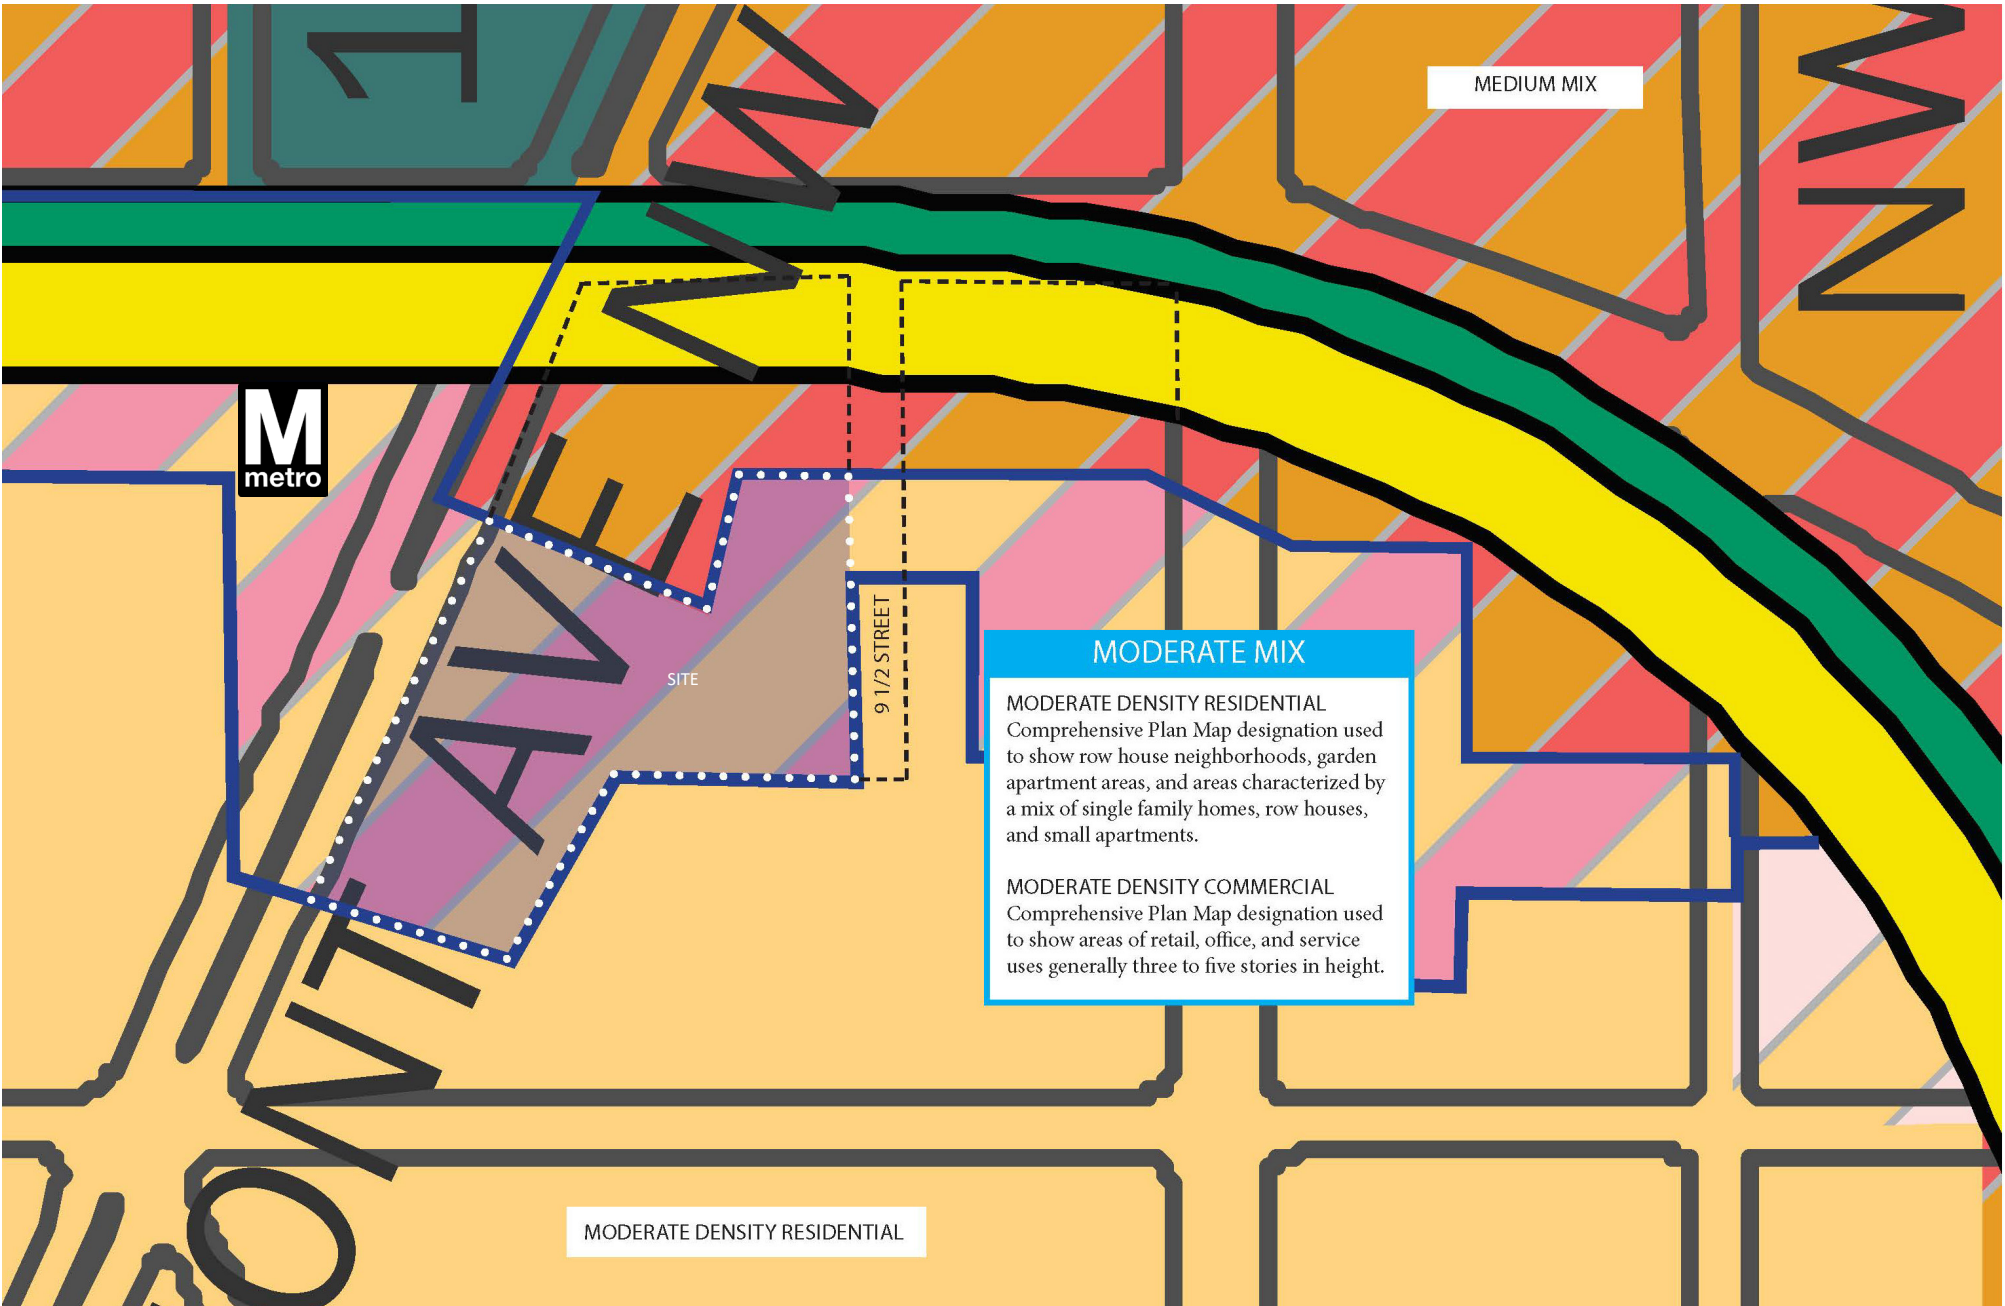 1
MEDIUM MIX
NW
M
metro
SITE
9 1/2 STREET
MODERATE MIX
MODERATE DENSITY RESIDENTIAL
Comprehensive Plan Map designation used
to show row house neighborhoods, garden
apartment areas, and areas characterized by
a mix of single family homes, row houses,
and small apartments.
MODERATE DENSITY COMMERCIAL
Comprehensive Plan Map designation used
to show areas of retail, office, and service
uses generally three to five stories in height.
AVE
MODERATE DENSITY RESIDENTIAL